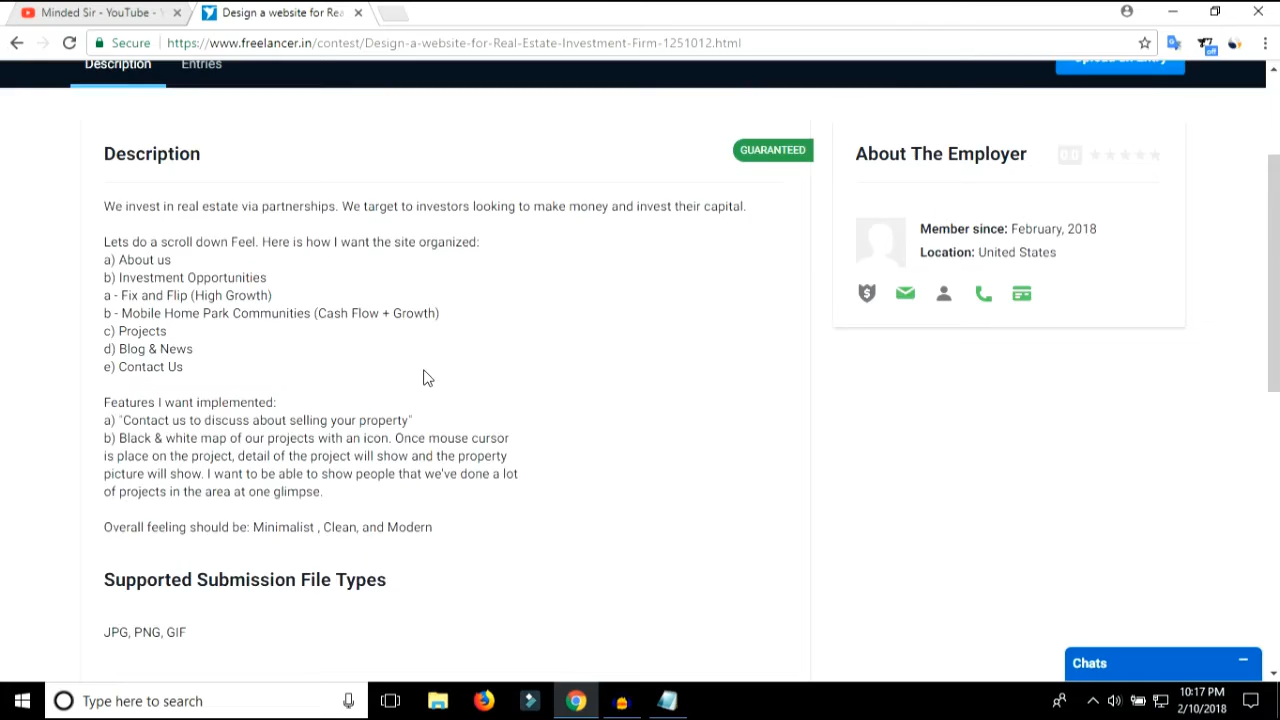 Minded Sir - YouTube -
Design a website for Rea
Secure
https://www.freelancer.in/contest/Design-a-website-for-Real-Estate-Investment-Firm-1251012.html
off
Description
Entries
Upload an Entry
Description
GUARANTEED
We invest in real estate via partnerships. We target to investors looking to make money and invest their capital.
Lets do a scroll down Feel. Here is how I want the site organized:
a) About us
b) Investment Opportunities
a - Fix and Flip (High Growth)
b - Mobile Home Park Communities (Cash Flow + Growth)
c) Projects
d) Blog & News
e) Contact Us
Features I want implemented:
a) "Contact us to discuss about selling your property"
b) Black & white map of our projects with an icon. Once mouse cursor
is place on the project, detail of the project will show and the property
picture will show. I want to be able to show people that we've done a lot
of projects in the area at one glimpse.
Overall feeling should be: Minimalist , Clean, and Modern
Supported Submission File Types
JPG, PNG, GIF
About The Employer
0.0
Member since: February, 2018
Location: United States
Chats
Type here to search
10:17 PM
2/10/2018